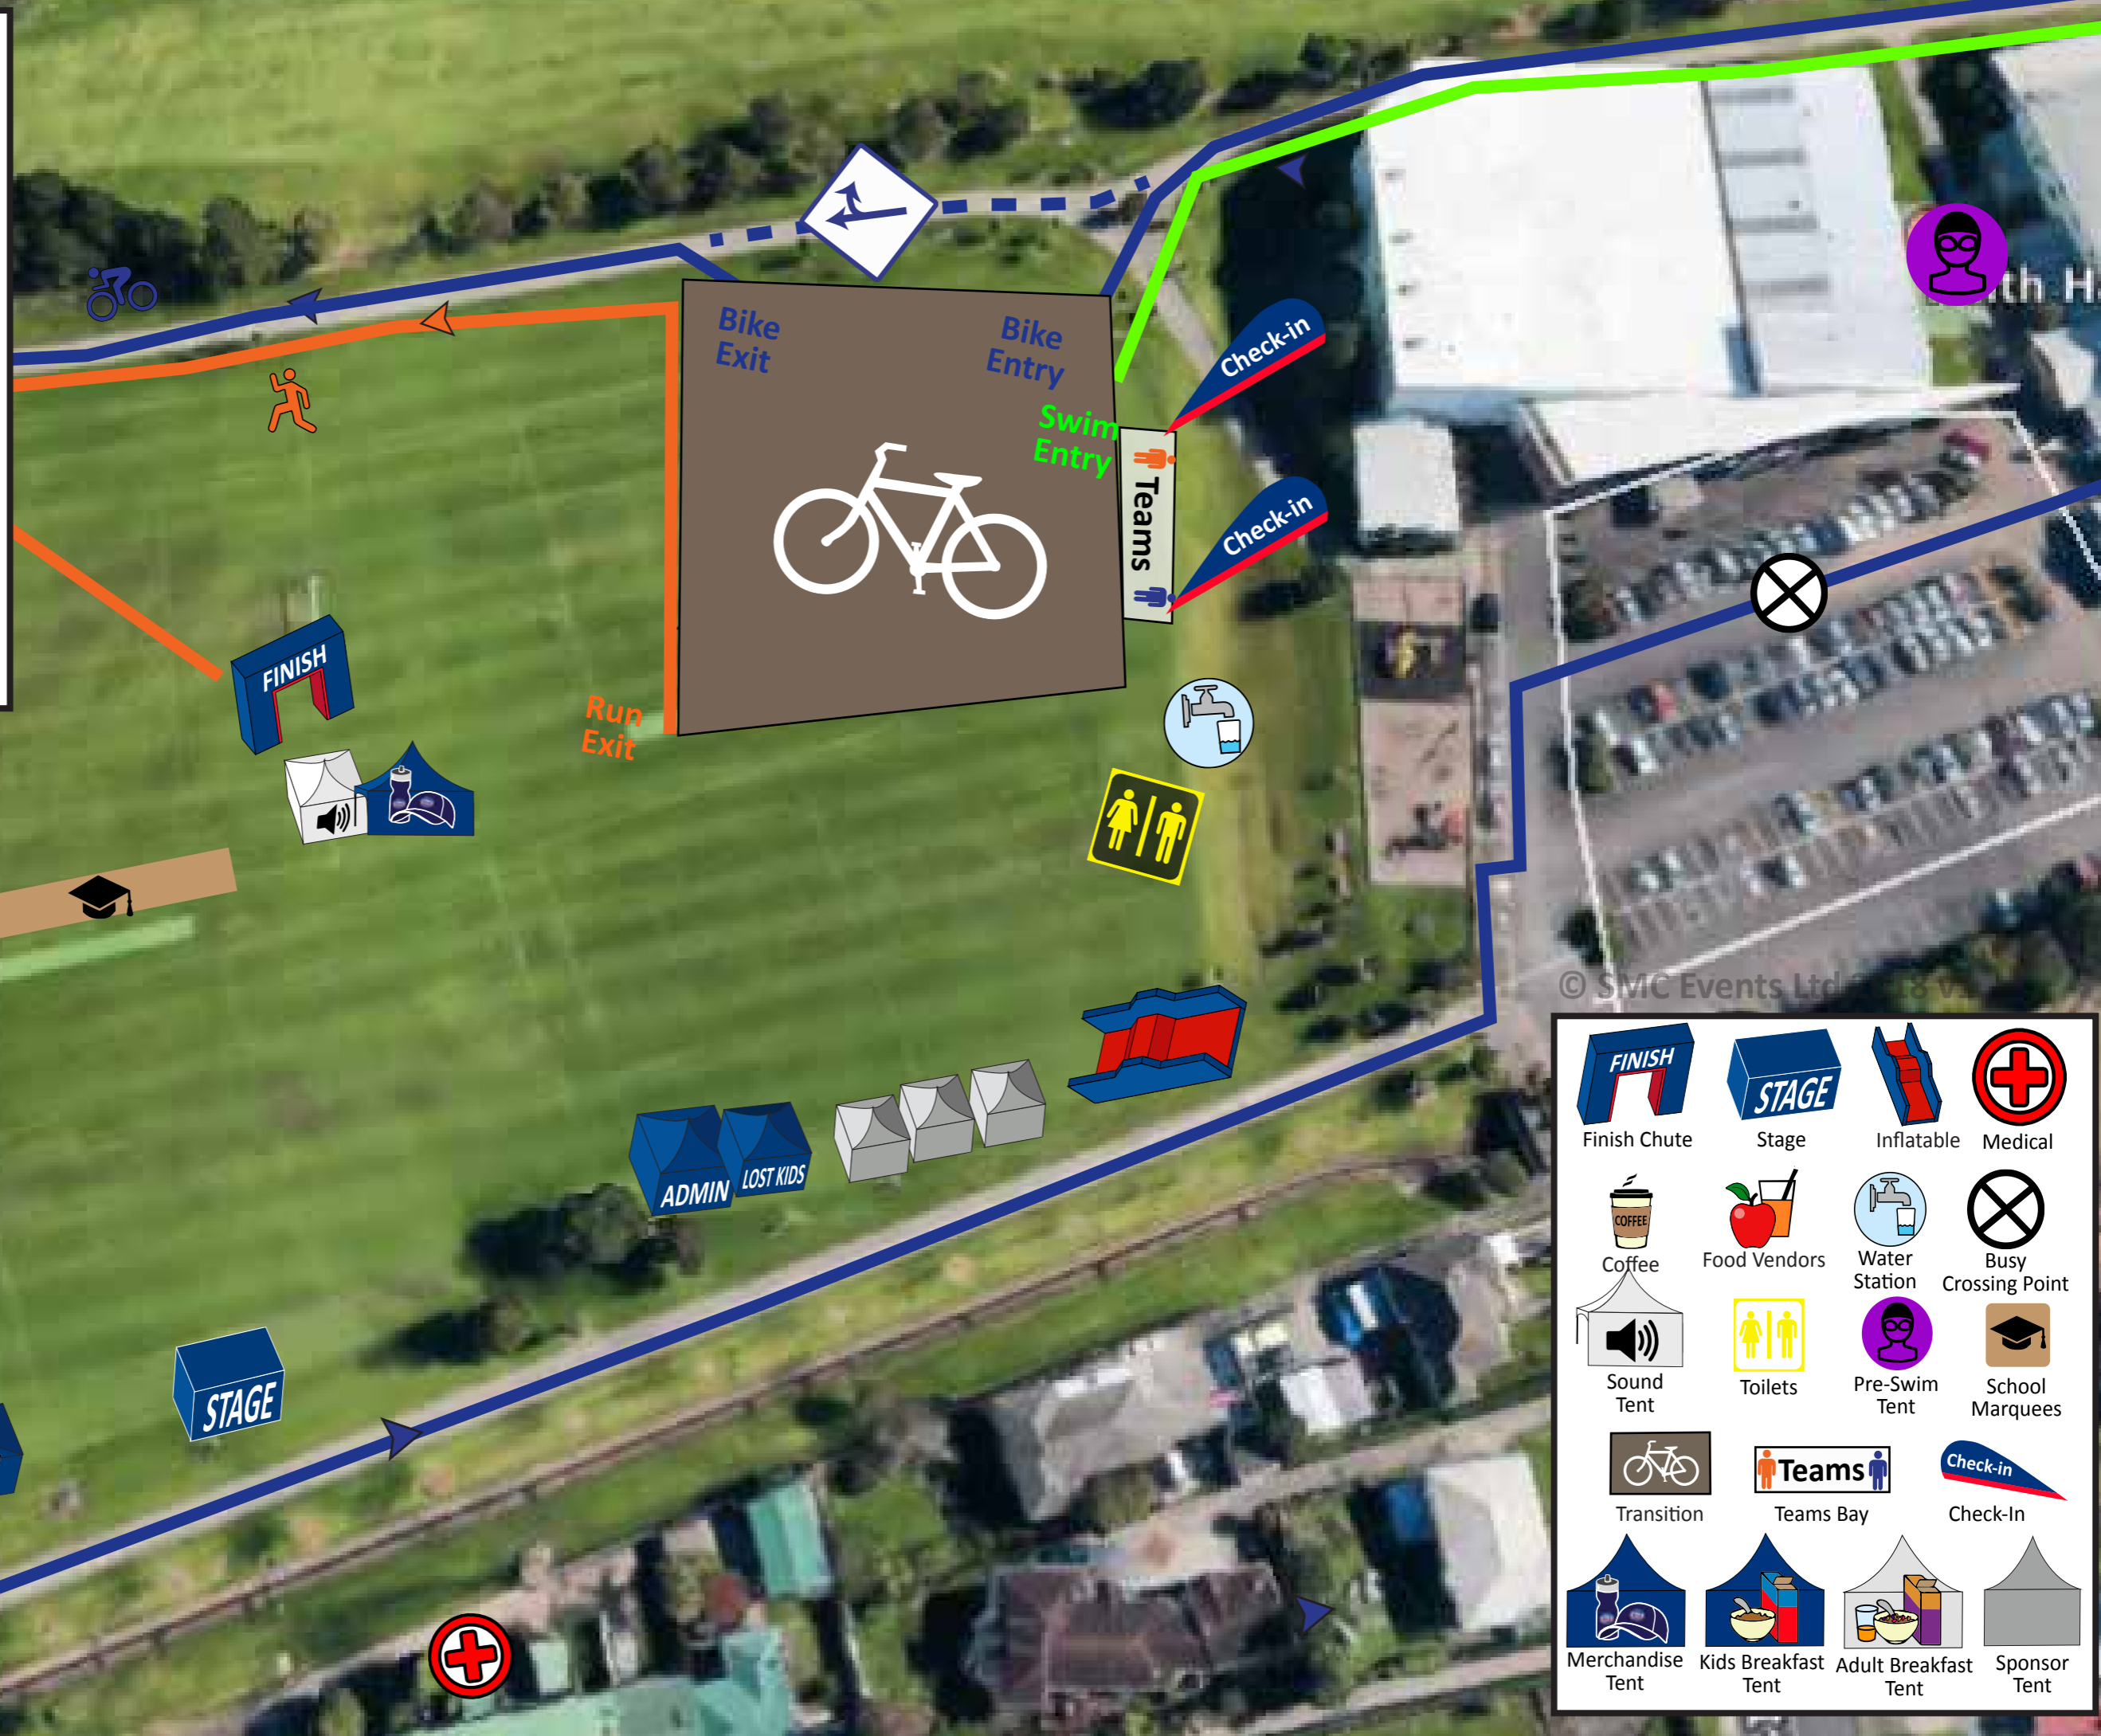 Bike
Exit
Bike
Entry
Check-in
Swim
Entry
Teams
Check-in
FINISH
Run
Exit
ADMIN
LOST KIDS
STAGE
© SMC Events Ltd
FINISH
Finish Chute
STAGE
Stage
Inflatable
Medical
COFFEE
Coffee
Food Vendors
Water
Station
Busy
Crossing Point
Sound
Tent
Toilets
Pre-Swim
Tent
School
Marquees
Transition
Teams
Teams Bay
Check-in
Check-In
Merchandise
Tent
Kids Breakfast
Tent
Adult Breakfast
Tent
Sponsor
Tent